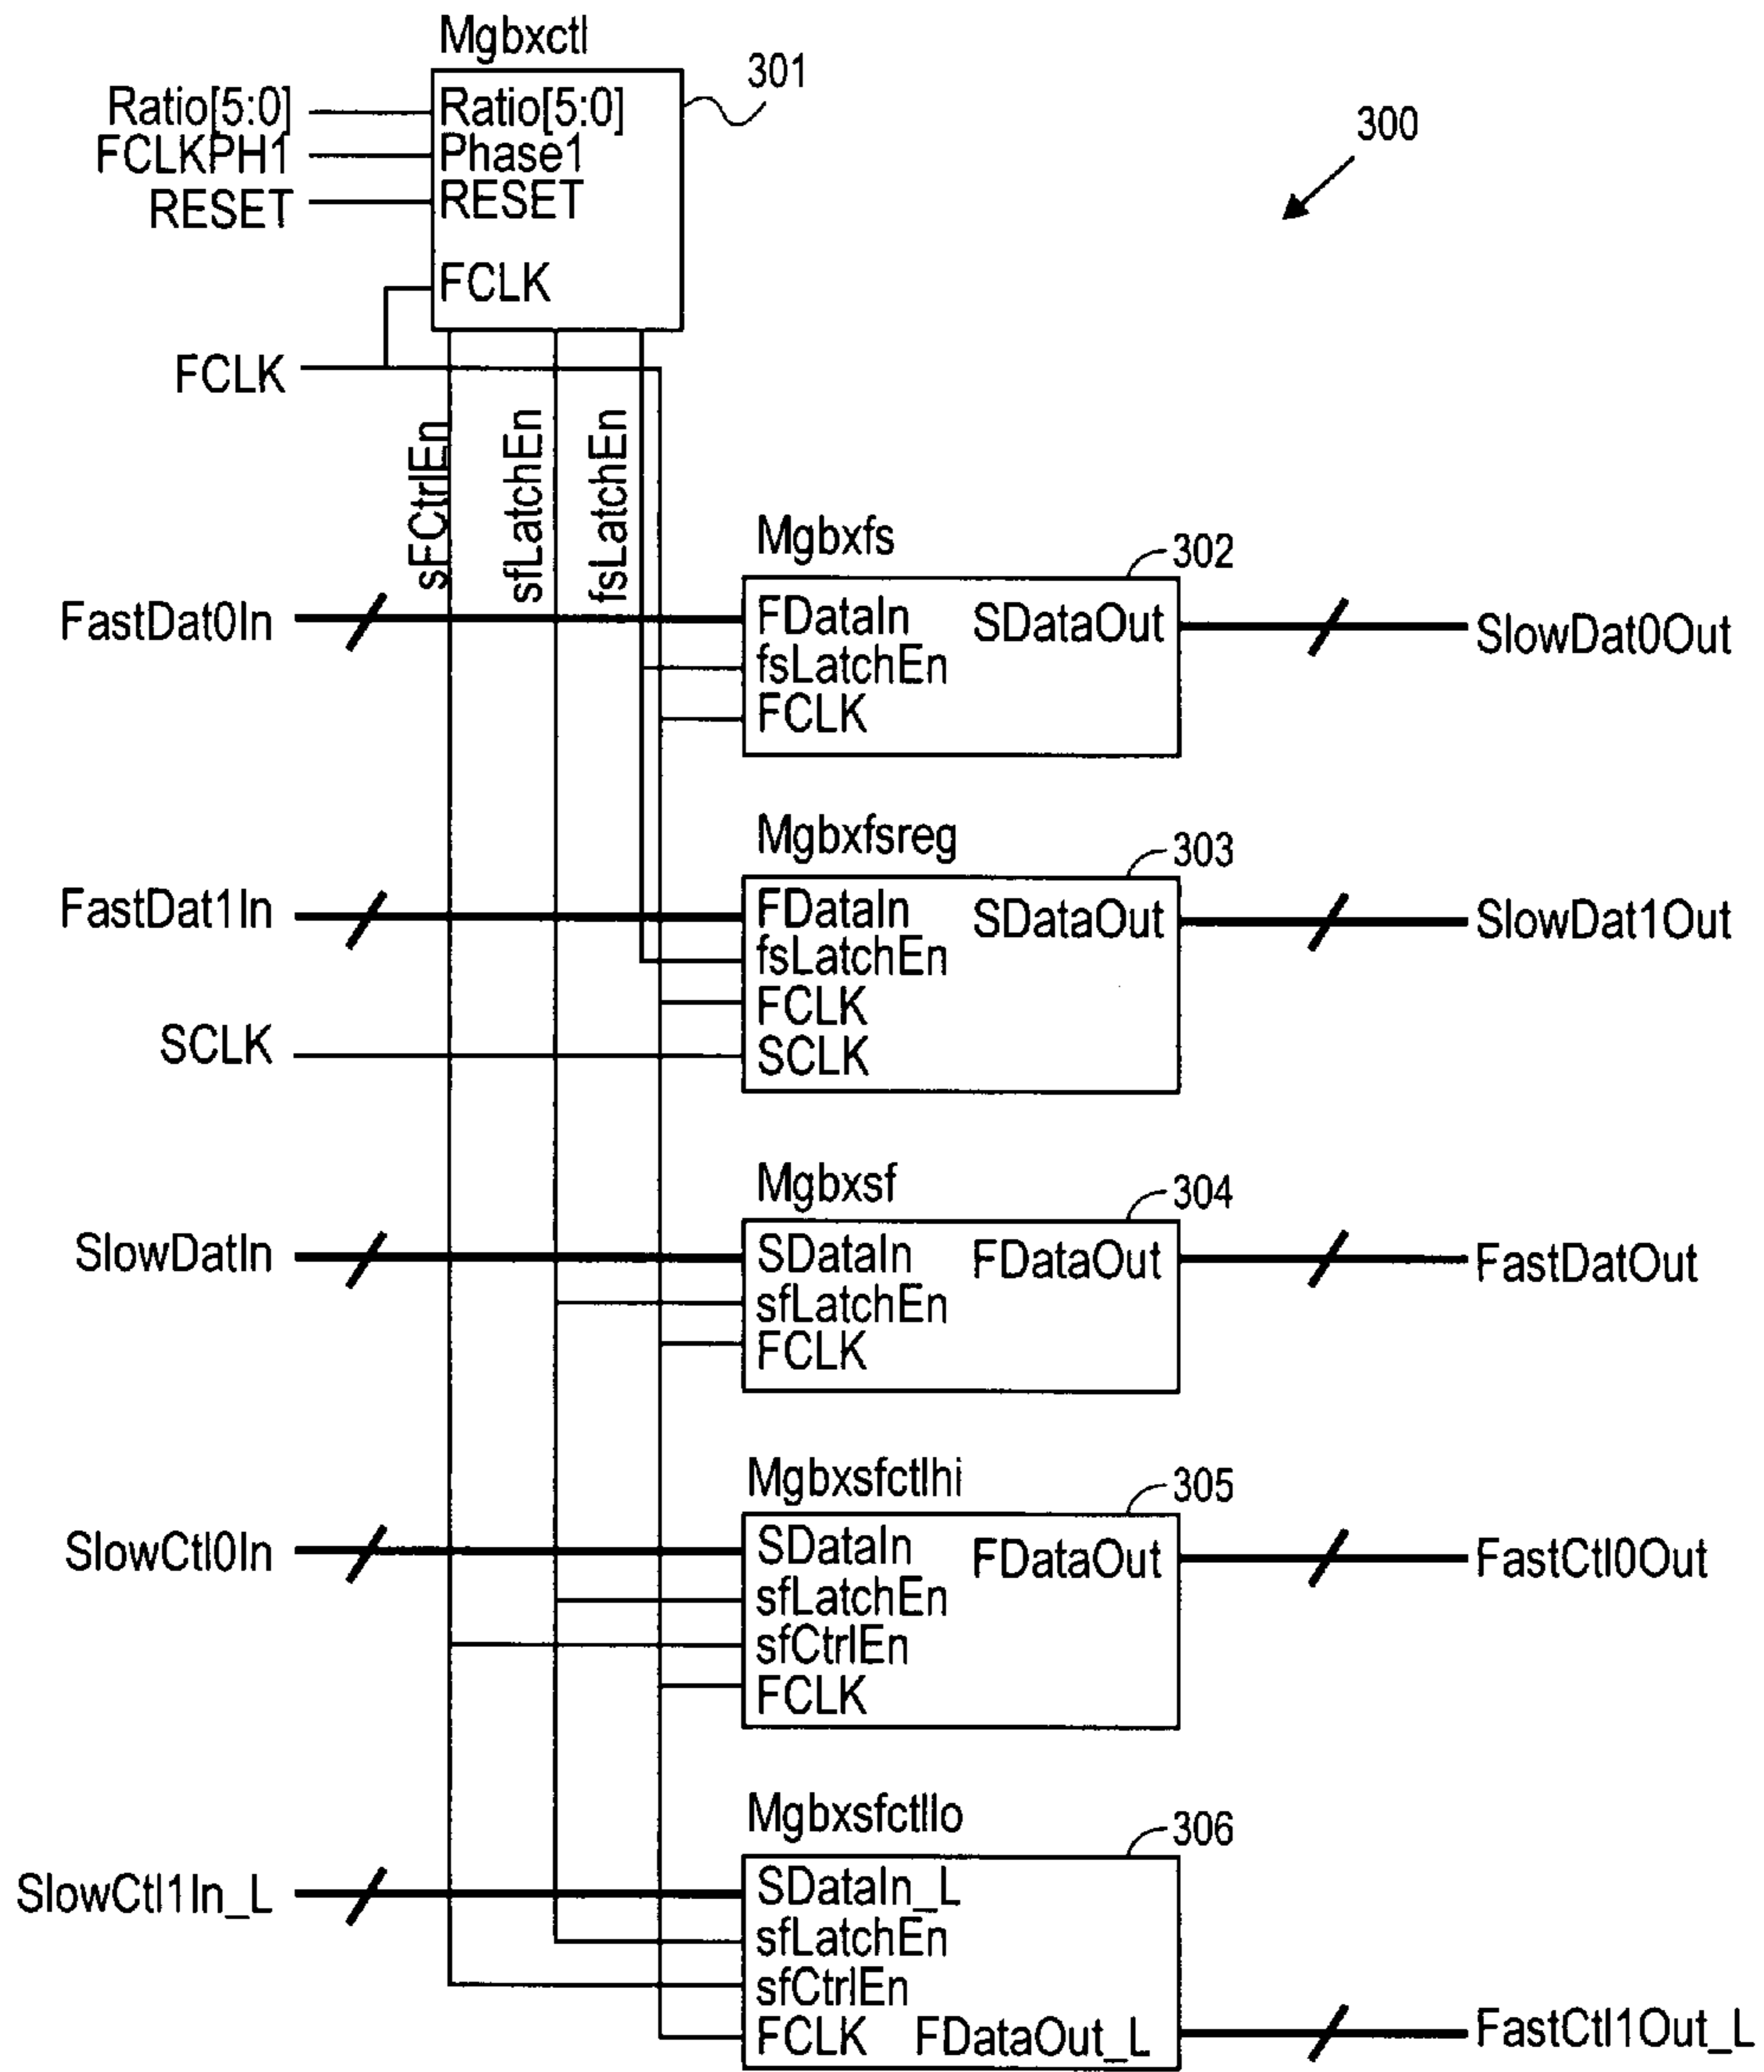 Mgbxctl
301
300
Ratio[5:0] Ratio[5:0]
FCLKPH1 Phase1
RESET RESET
FCLK
FCLK
sFCtrlEn
sfLatchEn
fsLatchEn
Mgbxfs
302
FastDat0In FDataIn SDataOut SlowDat0Out
fsLatchEn
FCLK
Mgbxfsreg
303
FastDat1In FDataIn SDataOut SlowDat1Out
fsLatchEn
FCLK
SCLK SCLK
Mgbxsf
304
SlowDatIn SDataIn FDataOut FastDatOut
sfLatchEn
FCLK
Mgbxsfctlhi
305
SlowCtl0In SDataIn FDataOut FastCtl0Out
sfLatchEn
sfCtrlEn
FCLK
Mgbxsfctllo
306
SlowCtl1In_L SDataIn_L
sfLatchEn
sfCtrlEn
FCLK FDataOut_L FastCtl1Out_L